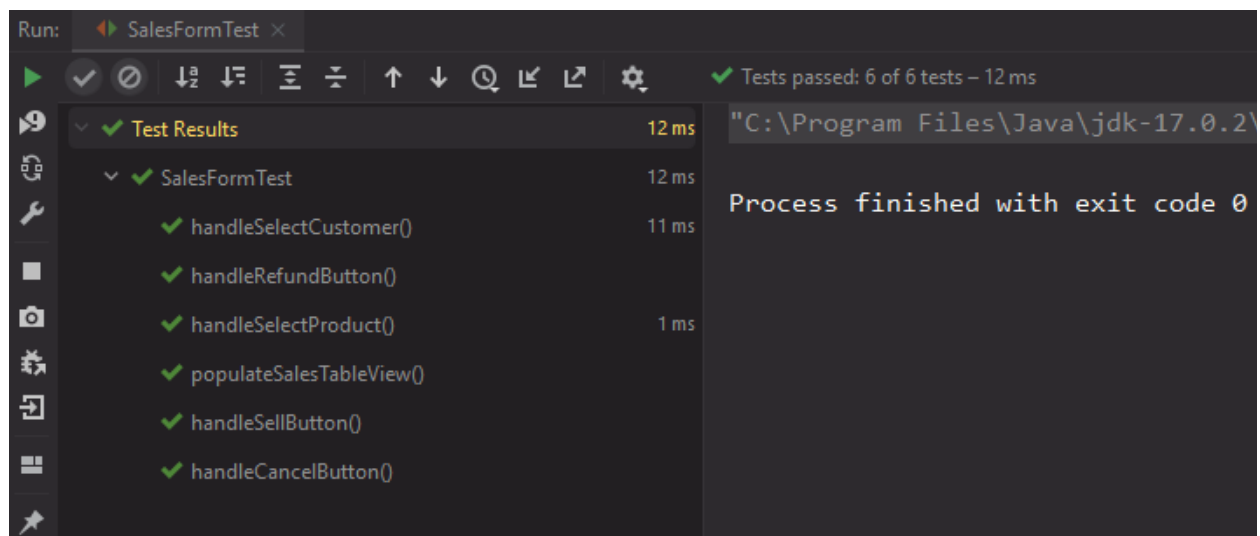 Run: SalesFormTest
Tests passed: 6 of 6 tests – 12 ms
Test Results 12 ms
"C:\Program Files\Java\jdk-17.0.2\
SalesFormTest 12 ms
Process finished with exit code 0
handleSelectCustomer() 11 ms
handleRefundButton()
handleSelectProduct() 1 ms
populateSalesTableView()
handleSellButton()
handleCancelButton()